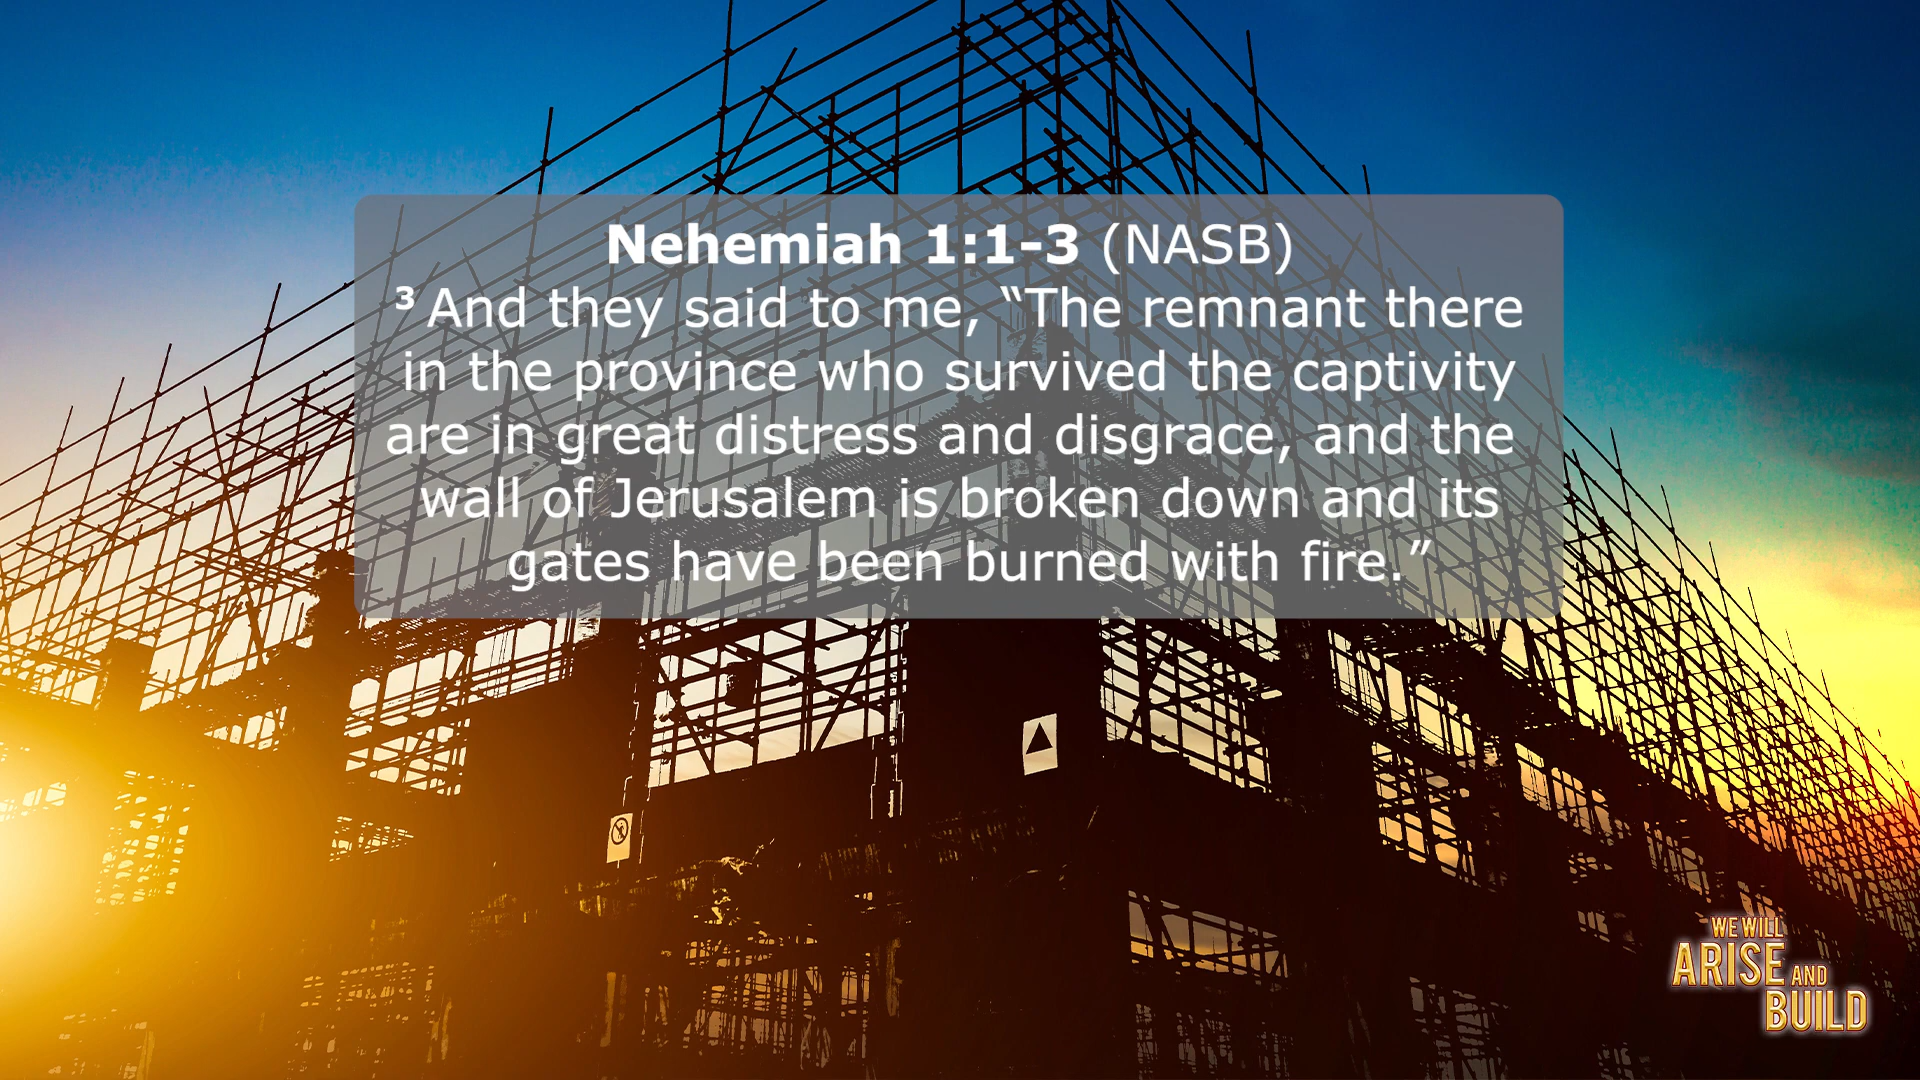 Nehemiah 1:1-3 (NASB)
³ And they said to me, “The remnant there
in the province who survived the captivity
are in great distress and disgrace, and the
wall of Jerusalem is broken down and its
gates have been burned with fire.”
WE WILL
ARISE AND
BUILD